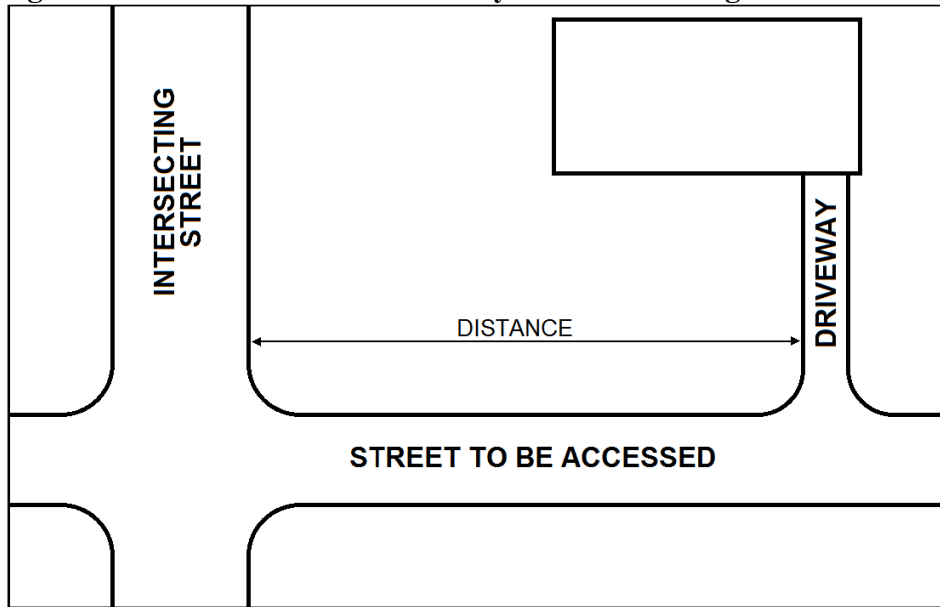 INTERSECTING
STREET
DRIVEWAY
DISTANCE
STREET TO BE ACCESSED